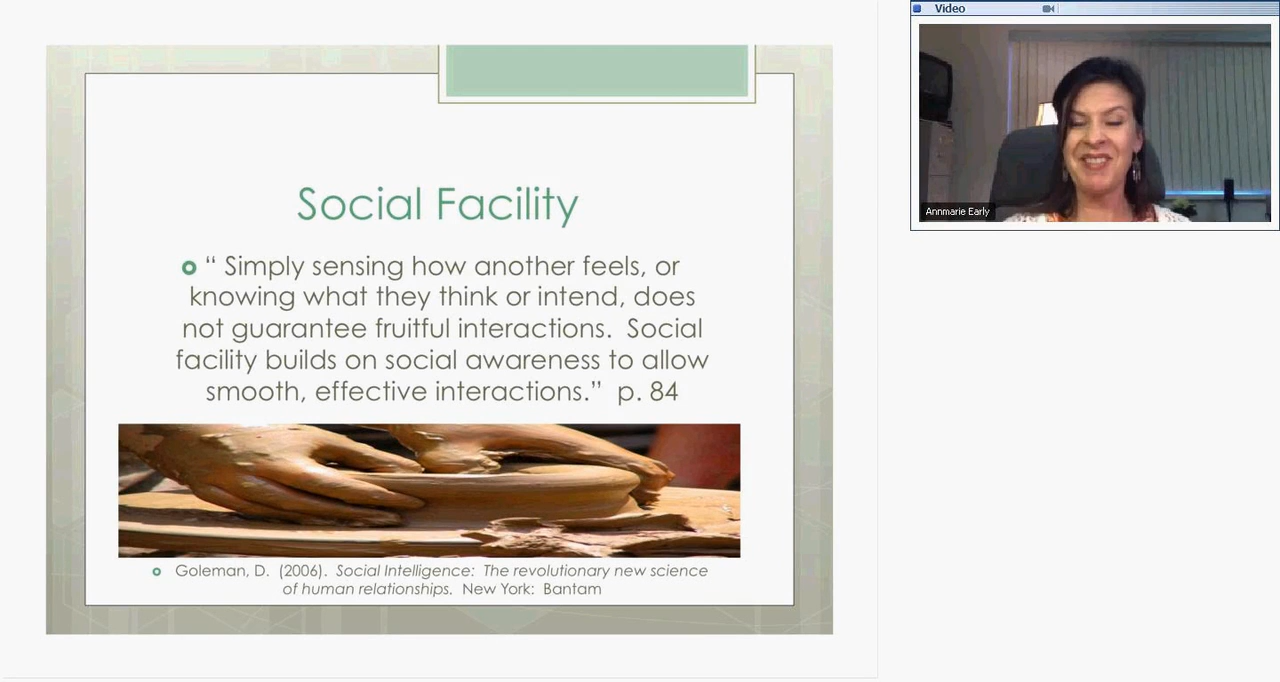 Video
Annmarie Early
Social Facility
“ Simply sensing how another feels, or
knowing what they think or intend, does
not guarantee fruitful interactions.  Social
facility builds on social awareness to allow
smooth, effective interactions.”  p. 84
Goleman, D.  (2006).  Social Intelligence:  The revolutionary new science
of human relationships.  New York:  Bantam